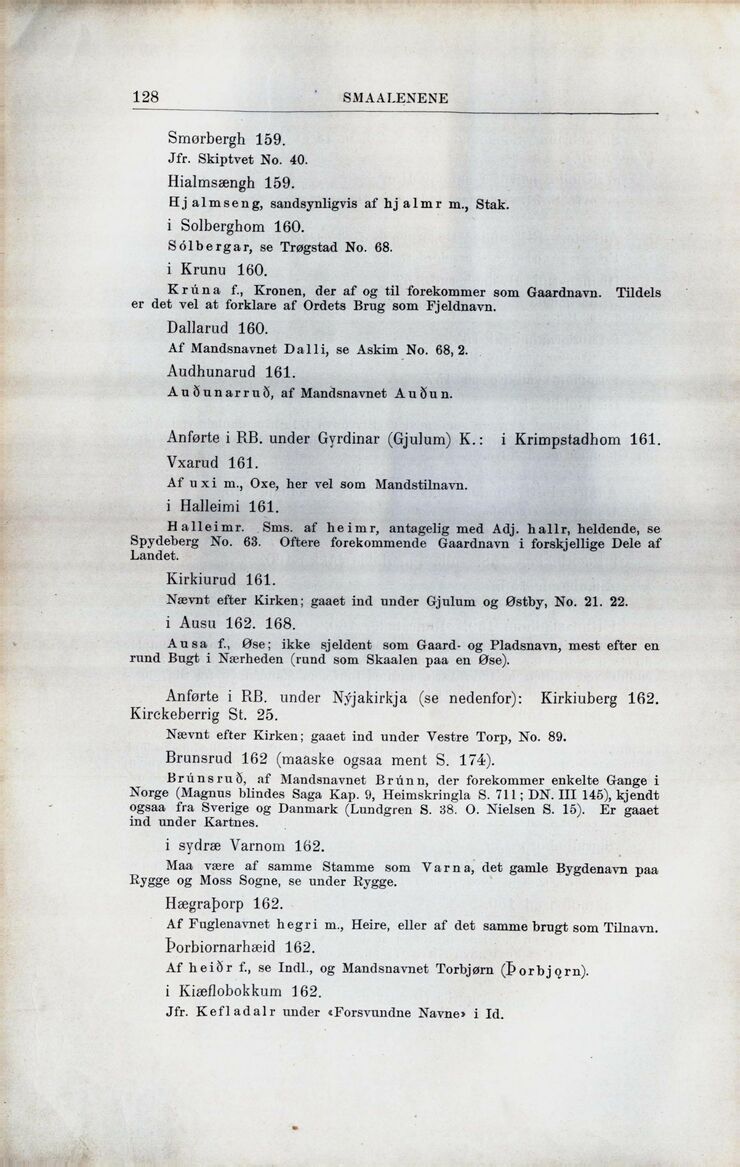 128 SMAALENENE
Smørbergh 159.
Jfr. Skiptvet No. 40.
Hialmsængh 159.
Hjalmseng, sandsynligvis af hjalmr m., Stak.
i Solberghom 160.
Sólbergar, se Trøgstad No. 68.
i Krunu 160.
Krúna f., Kronen, der af og til forekommer som Gaardnavn. Tildels
er det vel at forklare af Ordets Brug som Fjeldnavn.
Dallarud 160.
Af Mandsnavnet Dalli, se Askim No. 68, 2.
Audhunarud 161.
Auðunarruð, af Mandsnavnet Auðun.
Anførte i RB. under Gyrdinar (Gjulum) K.: i Krimpstadhom 161.
Vxarud 161.
Af uxi m., Oxe, her vel som Mandstilnavn.
i Halleimi 161.
Halleimr. Sms. af heimr, antagelig med Adj. hallr, heldende, se
Spydeberg No. 63. Oftere forekommende Gaardnavn i forskjellige Dele af
Landet.
Kirkiurud 161.
Nævnt efter Kirken; gaaet ind under Gjulum og Østby, No. 21. 22.
i Ausu 162. 168.
Ausa f., Øse; ikke sjeldent som Gaard- og Pladsnavn, mest efter en
rund Bugt i Nærheden (rund som Skaalen paa en Øse).
Anførte i RB. under Nýjakirkja (se nedenfor): Kirkiuberg 162.
Kirckeberrig St. 25.
Nævnt efter Kirken; gaaet ind under Vestre Torp, No. 89.
Brunsrud 162 (maaske ogsaa ment S. 174).
Brúnsruð, af Mandsnavnet Brúnn, der forekommer enkelte Gange i
Norge (Magnus blindes Saga Kap. 9, Heimskringla S. 711; DN. III 145), kjendt
ogsaa fra Sverige og Danmark (Lundgren S. 38. O. Nielsen S. 15). Er gaaet
ind under Kartnes.
i sydræ Varnom 162.
Maa være af samme Stamme som Varna, det gamle Bygdenavn paa
Rygge og Moss Sogne, se under Rygge.
Hægraþorp 162.
Af Fuglenavnet hegri m., Heire, eller af det samme brugt som Tilnavn.
Þorbiornarhæid 162.
Af heiðr f., se Indl., og Mandsnavnet Torbjørn (Þorbjǫrn).
i Kiæflobokkum 162.
Jfr. Kefladalr under «Forsvundne Navne» i Id.